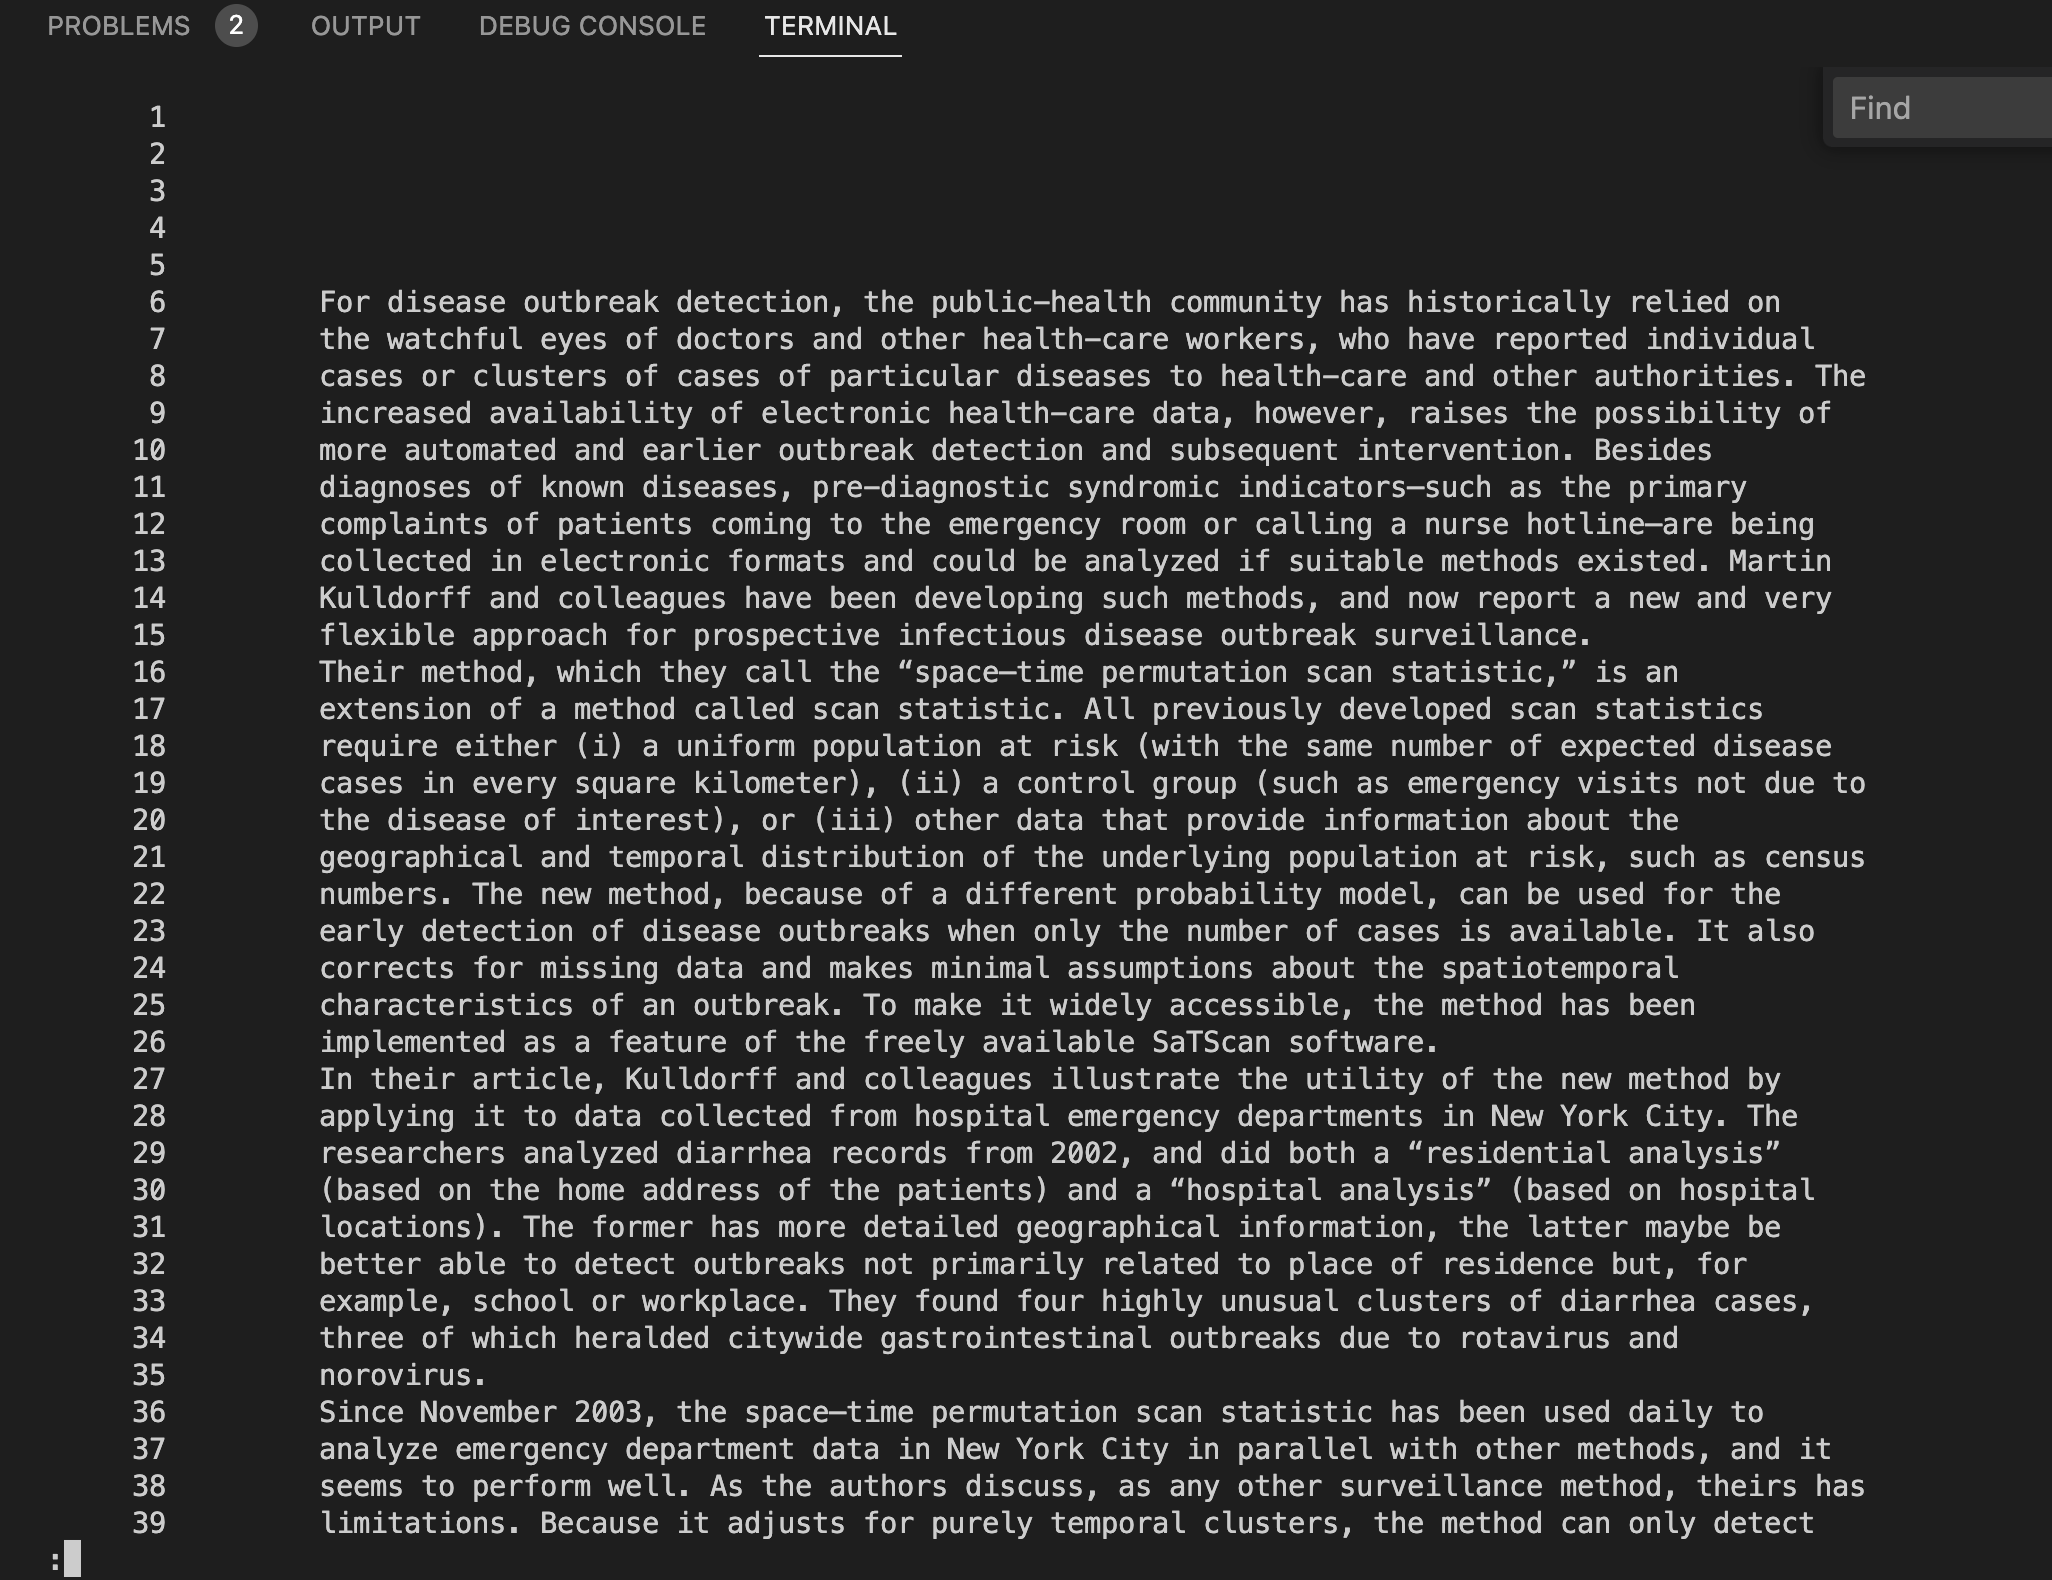 PROBLEMS 2 OUTPUT DEBUG CONSOLE TERMINAL
Find
1
2
3
4
5
6 For disease outbreak detection, the public–health community has historically relied on
7 the watchful eyes of doctors and other health–care workers, who have reported individual
8 cases or clusters of cases of particular diseases to health–care and other authorities. The
9 increased availability of electronic health–care data, however, raises the possibility of
10 more automated and earlier outbreak detection and subsequent intervention. Besides
11 diagnoses of known diseases, pre–diagnostic syndromic indicators—such as the primary
12 complaints of patients coming to the emergency room or calling a nurse hotline—are being
13 collected in electronic formats and could be analyzed if suitable methods existed. Martin
14 Kulldorff and colleagues have been developing such methods, and now report a new and very
15 flexible approach for prospective infectious disease outbreak surveillance.
16 Their method, which they call the “space–time permutation scan statistic,” is an
17 extension of a method called scan statistic. All previously developed scan statistics
18 require either (i) a uniform population at risk (with the same number of expected disease
19 cases in every square kilometer), (ii) a control group (such as emergency visits not due to
20 the disease of interest), or (iii) other data that provide information about the
21 geographical and temporal distribution of the underlying population at risk, such as census
22 numbers. The new method, because of a different probability model, can be used for the
23 early detection of disease outbreaks when only the number of cases is available. It also
24 corrects for missing data and makes minimal assumptions about the spatiotemporal
25 characteristics of an outbreak. To make it widely accessible, the method has been
26 implemented as a feature of the freely available SaTScan software.
27 In their article, Kulldorff and colleagues illustrate the utility of the new method by
28 applying it to data collected from hospital emergency departments in New York City. The
29 researchers analyzed diarrhea records from 2002, and did both a “residential analysis”
30 (based on the home address of the patients) and a “hospital analysis” (based on hospital
31 locations). The former has more detailed geographical information, the latter maybe be
32 better able to detect outbreaks not primarily related to place of residence but, for
33 example, school or workplace. They found four highly unusual clusters of diarrhea cases,
34 three of which heralded citywide gastrointestinal outbreaks due to rotavirus and
35 norovirus.
36 Since November 2003, the space–time permutation scan statistic has been used daily to
37 analyze emergency department data in New York City in parallel with other methods, and it
38 seems to perform well. As the authors discuss, as any other surveillance method, theirs has
39 limitations. Because it adjusts for purely temporal clusters, the method can only detect
: